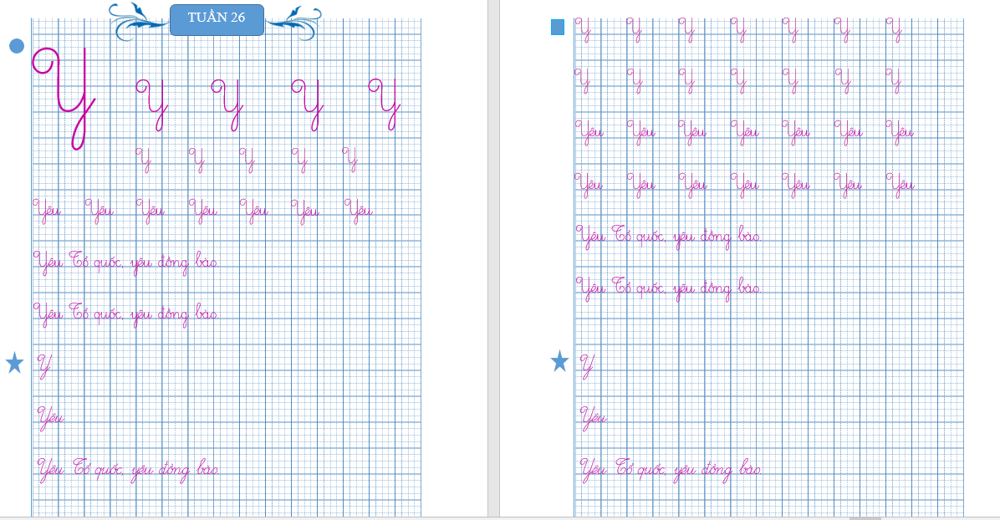 TUẦN 26
Y
Y Y Y Y
Y Y Y Y Y
Yêu Yêu Yêu Yêu Yêu Yêu Yêu
Yêu Tổ quốc, yêu đồng bào.
Yêu Tổ quốc, yêu đồng bào.
Y
Yêu
Yêu Tổ quốc, yêu đồng bào.
Y Y Y Y Y Y Y
Y Y Y Y Y Y Y
Yêu Yêu Yêu Yêu Yêu Yêu Yêu
Yêu Yêu Yêu Yêu Yêu Yêu Yêu
Yêu Tổ quốc, yêu đồng bào.
Yêu Tổ quốc, yêu đồng bào.
Y
Yêu
Yêu Tổ quốc, yêu đồng bào.